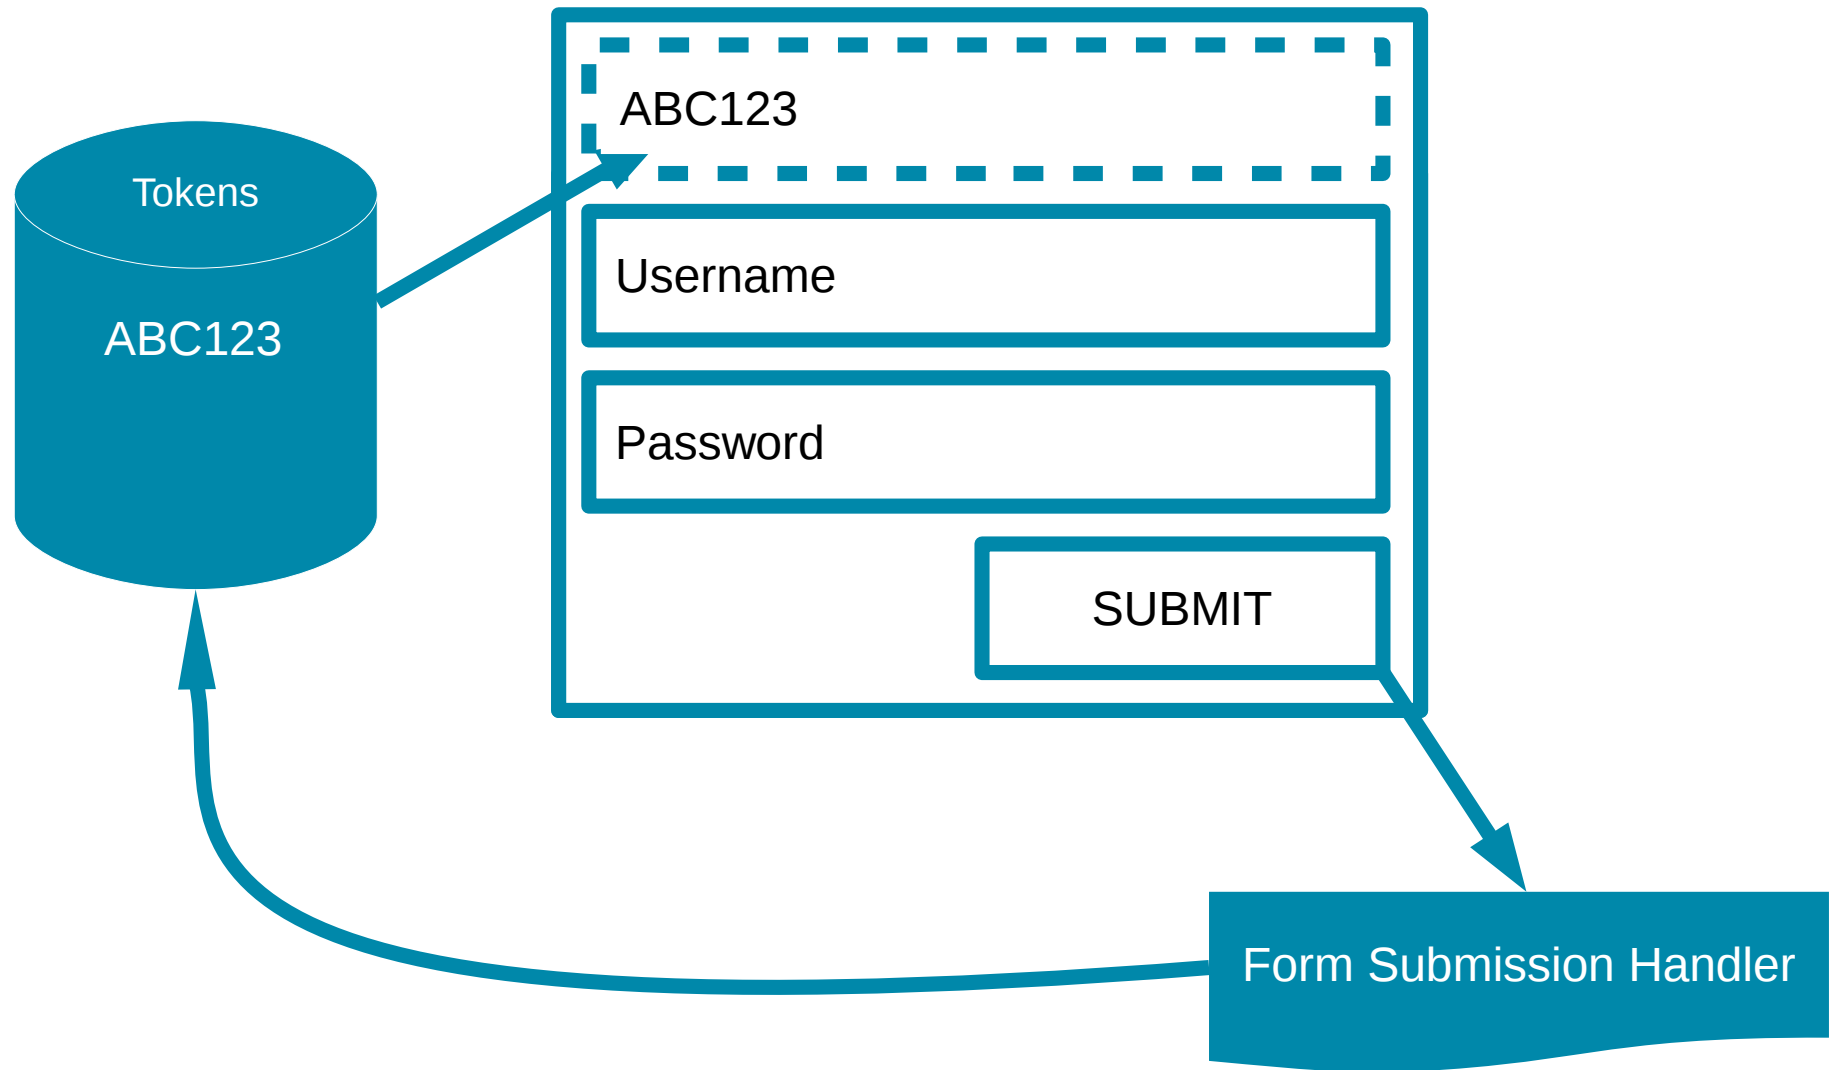 Tokens
ABC123
ABC123
Username
Password
SUBMIT
Form Submission Handler